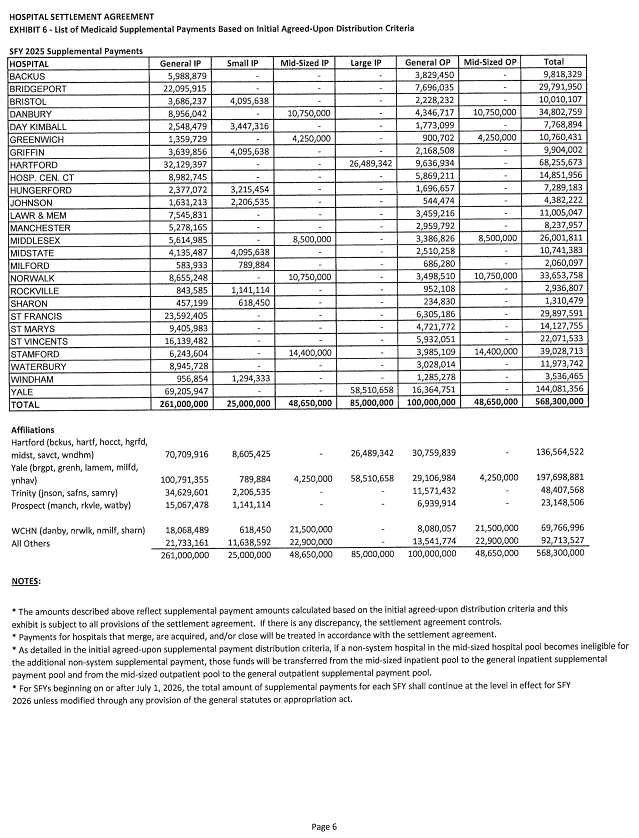 HOSPITAL SETTLEMENT AGREEMENT
EXHIBIT 6 - List of Medicaid Supplemental Payments Based on Initial Agreed-Upon Distribution Criteria
SFY 2025 Supplemental Payments
HOSPITAL General IP Small IP Mid-Sized IP Large IP General OP Mid-Sized OP Total
BACKUS 5,988,879 - - - 3,829,450 - 9,818,329
BRIDGEPORT 22,095,915 - - - 7,696,035 - 29,791,950
BRISTOL 3,686,237 4,095,638 - - 2,228,232 - 10,010,107
DANBURY 8,956,042 - 10,750,000 - 4,346,717 10,750,000 34,802,759
DAY KIMBALL 2,548,479 3,447,316 - - 1,773,099 - 7,768,894
GREENWICH 1,359,729 - 4,250,000 - 900,702 4,250,000 10,760,431
GRIFFIN 3,639,856 4,095,638 - - 2,168,508 - 9,904,002
HARTFORD 32,129,397 - - 26,489,342 9,636,934 - 68,255,673
HOSP. CEN. CT 8,982,745 - - - 5,869,211 - 14,851,956
HUNGERFORD 2,377,072 3,215,454 - - 1,696,657 - 7,289,183
JOHNSON 1,631,213 2,206,535 - - 544,474 - 4,382,222
LAWR & MEM 7,545,831 - - - 3,459,216 - 11,005,047
MANCHESTER 5,278,165 - - - 2,959,792 - 8,237,957
MIDDLESEX 5,614,985 - 8,500,000 - 3,386,826 8,500,000 26,001,811
MIDSTATE 4,135,487 4,095,638 - - 2,510,258 - 10,741,383
MILFORD 583,933 789,884 - - 686,280 - 2,060,097
NORWALK 8,655,248 - 10,750,000 - 3,498,510 10,750,000 33,653,758
ROCKVILLE 843,585 1,141,114 - - 952,108 - 2,936,807
SHARON 457,199 618,450 - - 234,830 - 1,310,479
ST FRANCIS 23,592,405 - - - 6,305,186 - 29,897,591
ST MARYS 9,405,983 - - - 4,721,772 - 14,127,755
ST VINCENTS 16,139,482 - - - 5,932,051 - 22,071,533
STAMFORD 6,243,604 - 14,400,000 - 3,985,109 14,400,000 39,028,713
WATERBURY 8,945,728 - - - 3,028,014 - 11,973,742
WINDHAM 956,854 1,294,333 - - 1,285,278 - 3,536,465
YALE 69,205,947 - - 58,510,658 16,364,751 - 144,081,356
TOTAL 261,000,000 25,000,000 48,650,000 85,000,000 100,000,000 48,650,000 568,300,000
Affiliations
Hartford (bckus, hartf, hocct, hgrfd,
midst, savct, wndhm) 70,709,916 8,605,425 26,489,342 30,759,839 - 136,564,522
Yale (brgpt, grenh, lamem, milfd,
ynhav) 100,791,355 789,884 4,250,000 58,510,658 29,106,984 4,250,000 197,698,881
Trinity (jnson, safns, samry) 34,629,601 2,206,535 - - 11,571,432 - 48,407,568
Prospect (manch, rkvle, watby) 15,067,478 1,141,114 - - 6,939,914 - 23,148,506
WCHN (danby, nrwlk, nmilf, sharn) 18,068,489 618,450 21,500,000 - 8,080,057 21,500,000 69,766,996
All Others 21,733,161 11,638,592 22,900,000 - 13,541,774 22,900,000 92,713,527
261,000,000 25,000,000 48,650,000 85,000,000 100,000,000 48,650,000 568,300,000
NOTES:
* The amounts described above reflect supplemental payment amounts calculated based on the initial agreed-upon distribution criteria and this
exhibit is subject to all provisions of the settlement agreement. If there is any discrepancy, the settlement agreement controls.
* Payments for hospitals that merge, are acquired, and/or close will be treated in accordance with the settlement agreement.
* As detailed in the initial agreed-upon supplemental payment distribution criteria, if a non-system hospital in the mid-sized hospital pool becomes ineligible for
the additional non-system supplemental payment, those funds will be transferred from the mid-sized inpatient pool to the general inpatient supplemental
payment pool and from the mid-sized outpatient pool to the general outpatient supplemental payment pool.
* For SFYs beginning on or after July 1, 2026, the total amount of supplemental payments for each SFY shall continue at the level in effect for SFY
2026 unless modified through any provision of the general statutes or appropriation act.
Page 6